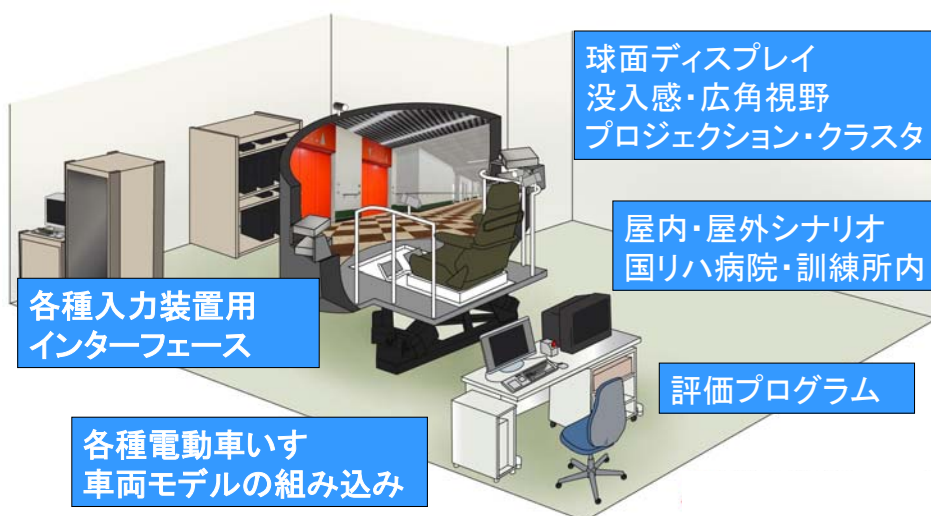 球面ディスプレイ
没入感・広角視野
プロジェクション・クラスタ
屋内・屋外シナリオ
国リハ病院・訓練所内
各種入力装置用
インターフェース
評価プログラム
各種電動車いす
車両モデルの組み込み